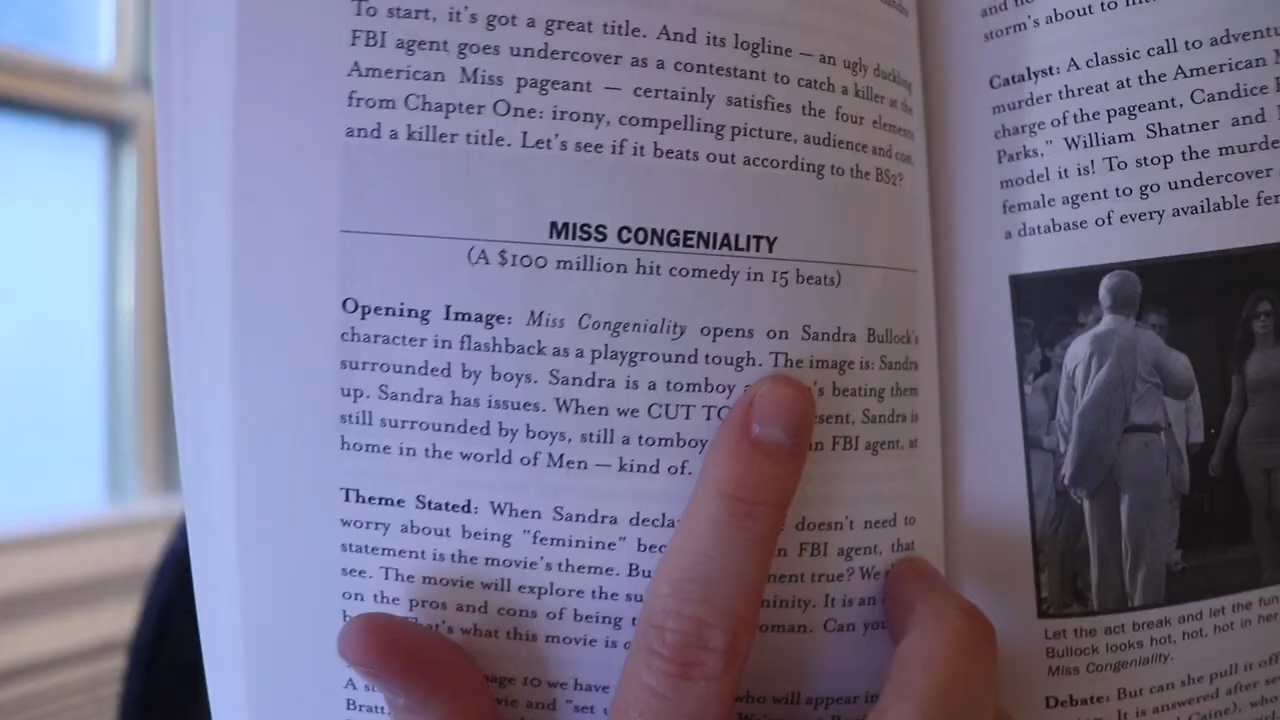 To start, it's got a great title. And its logline — an ugly duckling
FBI agent goes undercover as a contestant to catch a killer at the
American Miss pageant — certainly satisfies the four elements
from Chapter One: irony, compelling picture, audience and cost,
and a killer title. Let's see if it beats out according to the BS2?
MISS CONGENIALITY
(A $100 million hit comedy in 15 beats)
Opening Image: Miss Congeniality opens on Sandra Bullock's
character in flashback as a playground tough. The image is: Sandra
surrounded by boys. Sandra is a tomboy 's beating them
up. Sandra has issues. When we CUT TO sent, Sandra is
still surrounded by boys, still a tomboy n FBI agent, at
home in the world of Men — kind of.
Theme Stated: When Sandra decla doesn't need to
worry about being "feminine" bec n FBI agent, that
statement is the movie's theme. Bu ment true? We
see. The movie will explore the su ninity. It is an
on the pros and cons of being oman. Can you
at's what this movie is
age 10 we have who will appear in
vie and "set
Bratt,
and
storm's about to
Catalyst: A classic call to advent
murder threat at the American
charge of the pageant, Candice
Parks," William Shatner and
model it is! To stop the murde
female agent to go undercover
a database of every available fe
Let the act break and let the fun
Bullock looks hot, hot, hot in her
Miss Congeniality.
Debate: But can she pull it off
It is answered after se
Caine), who